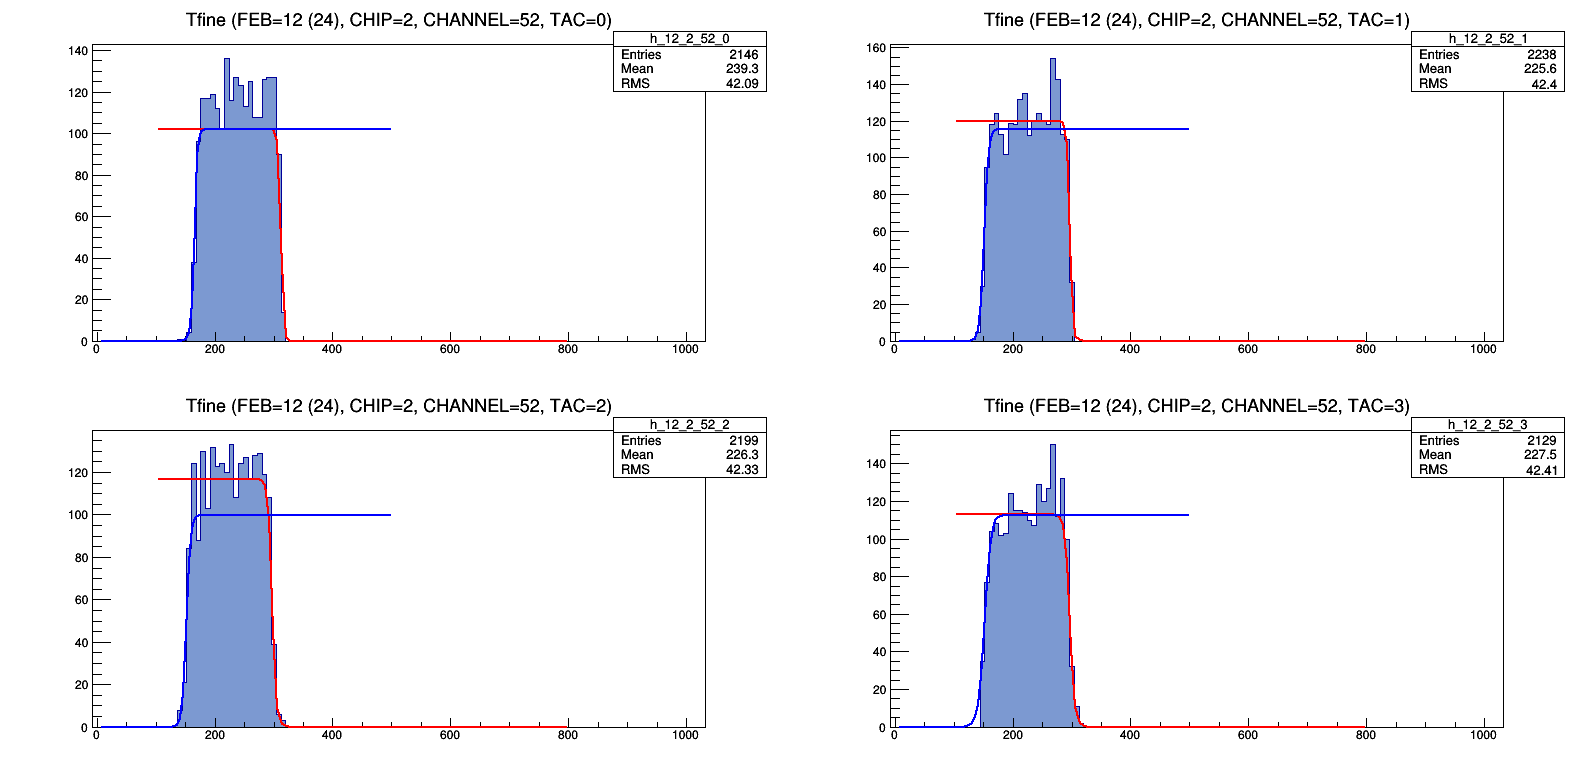 Tfine (FEB=12 (24), CHIP=2, CHANNEL=52, TAC=0)
h_12_2_52_0
Entries 2146
Mean 239.3
RMS 42.09
140
120
100
80
60
40
20
0
0 200 400 600 800 1000
Tfine (FEB=12 (24), CHIP=2, CHANNEL=52, TAC=1)
h_12_2_52_1
Entries 2238
Mean 225.6
RMS 42.4
160
140
120
100
80
60
40
20
0
0 200 400 600 800 1000
Tfine (FEB=12 (24), CHIP=2, CHANNEL=52, TAC=2)
h_12_2_52_2
Entries 2199
Mean 226.3
RMS 42.33
120
100
80
60
40
20
0
0 200 400 600 800 1000
Tfine (FEB=12 (24), CHIP=2, CHANNEL=52, TAC=3)
h_12_2_52_3
Entries 2129
Mean 227.5
RMS 42.41
140
120
100
80
60
40
20
0
0 200 400 600 800 1000